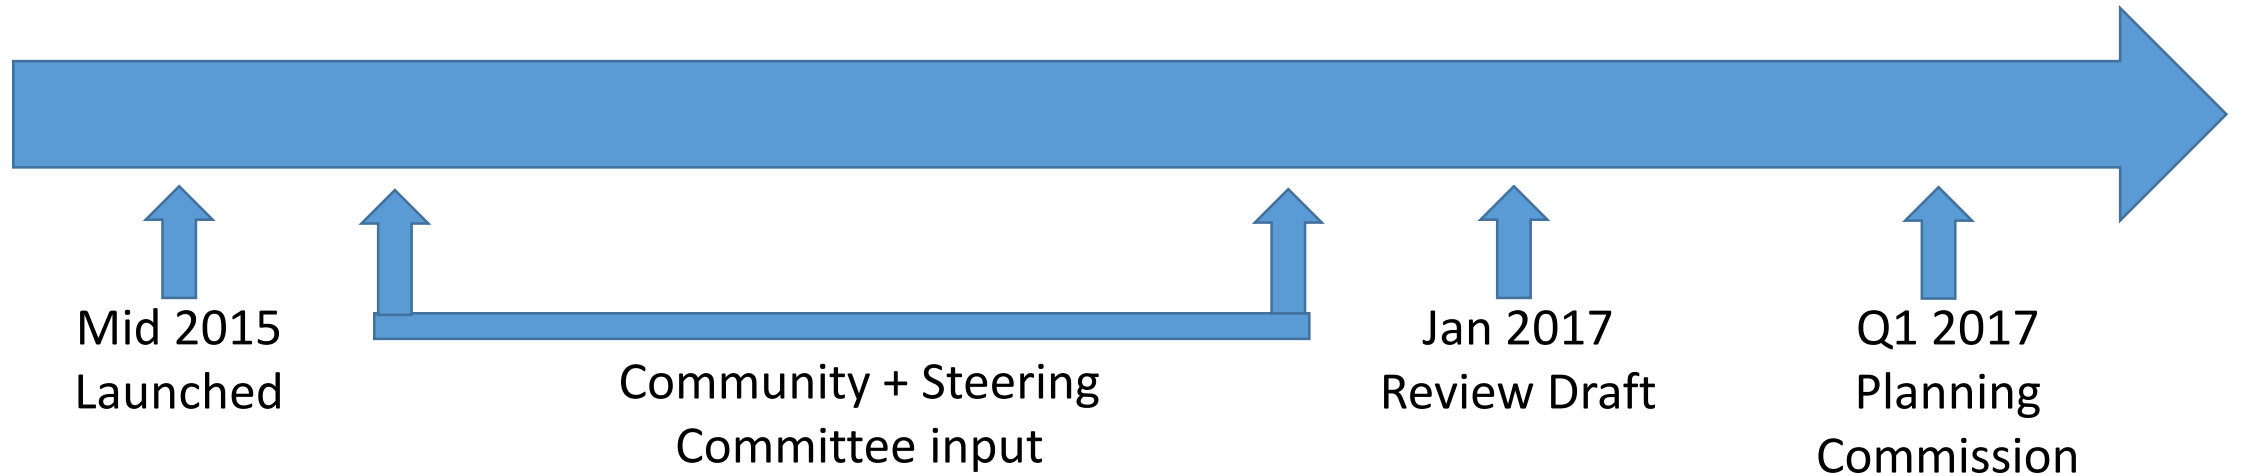 Mid 2015
Launched
Community + Steering
Committee input
Jan 2017
Review Draft
Q1 2017
Planning
Commission